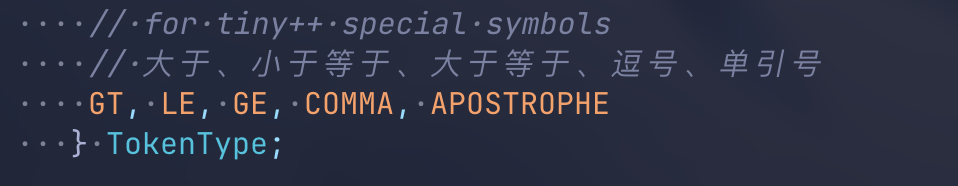 // for tiny++ special symbols
// 大于、小于等于、大于等于、逗号、单引号
GT, LE, GE, COMMA, APOSTROPHE
} TokenType;